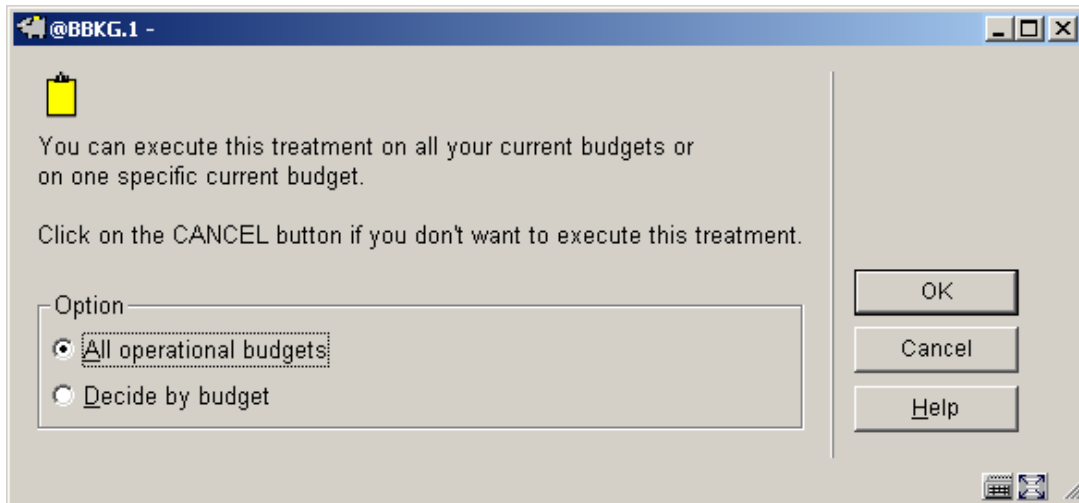 @BBKG.1 -
You can execute this treatment on all your current budgets or
on one specific current budget.
Click on the CANCEL button if you don't want to execute this treatment.
Option
All operational budgets
Decide by budget
OK
Cancel
Help